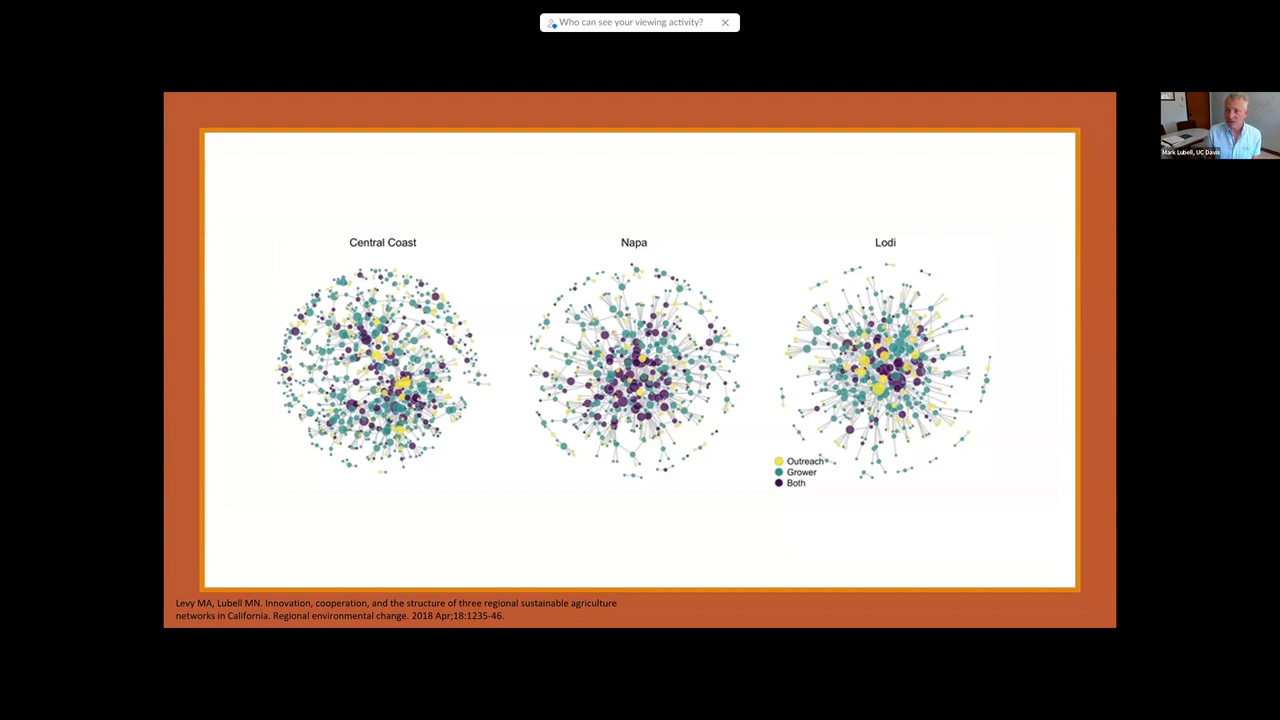 Who can see your viewing activity?
Mark Lubell, UC Davis
Central Coast
Napa
Lodi
Outreach
Grower
Both
Levy MA, Lubell MN. Innovation, cooperation, and the structure of three regional sustainable agriculture
networks in California. Regional environmental change. 2018 Apr;18:1235-46.